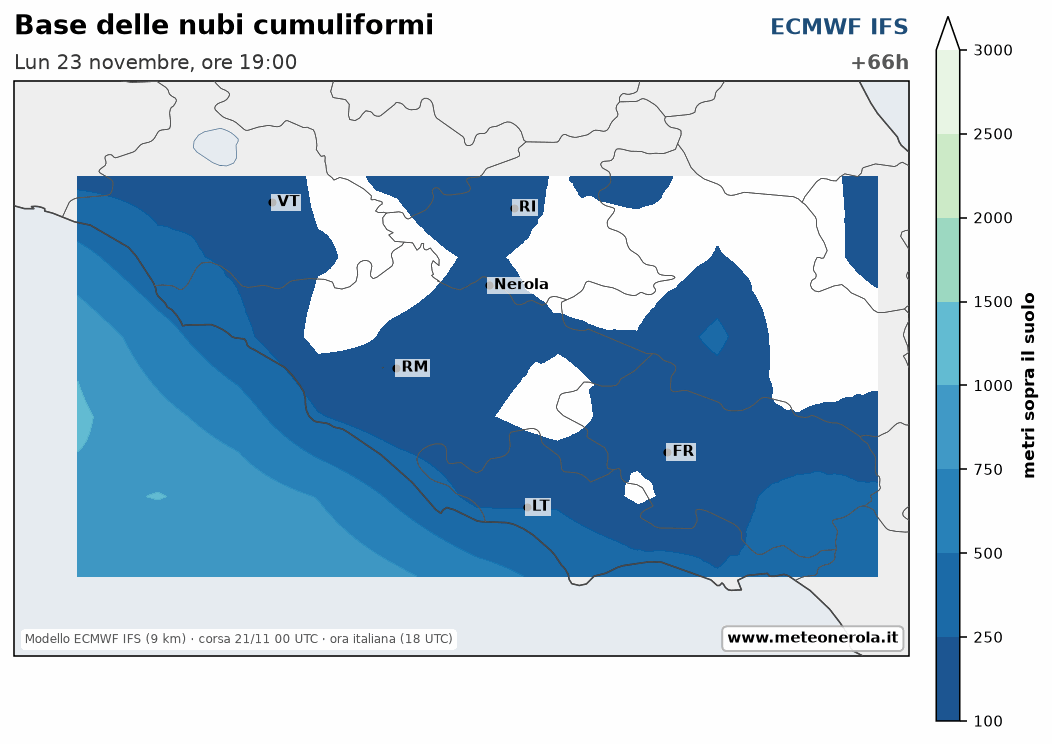 Base delle nubi cumuliformi
ECMWF IFS
Lun 23 novembre, ore 19:00
+66h
3000
2500
2000
1500
1000
750
500
250
100
metri sopra il suolo
VT
RI
Nerola
RM
FR
LT
Modello ECMWF IFS (9 km) · corsa 21/11 00 UTC · ora italiana (18 UTC)
www.meteonerola.it